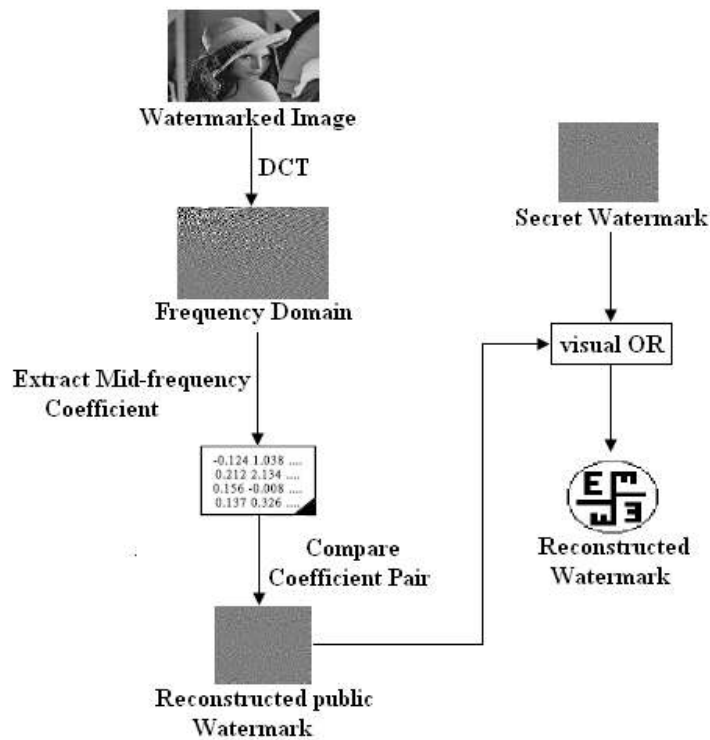 Watermarked Image
DCT
Frequency Domain
Extract Mid-frequency
Coefficient
-0.124 1.038 ....
0.212 2.134 ....
0.156 -0.008 ....
0.137 0.326 ....
Compare
Coefficient Pair
Reconstructed public
Watermark
Secret Watermark
visual OR
E E
E E
Reconstructed
Watermark